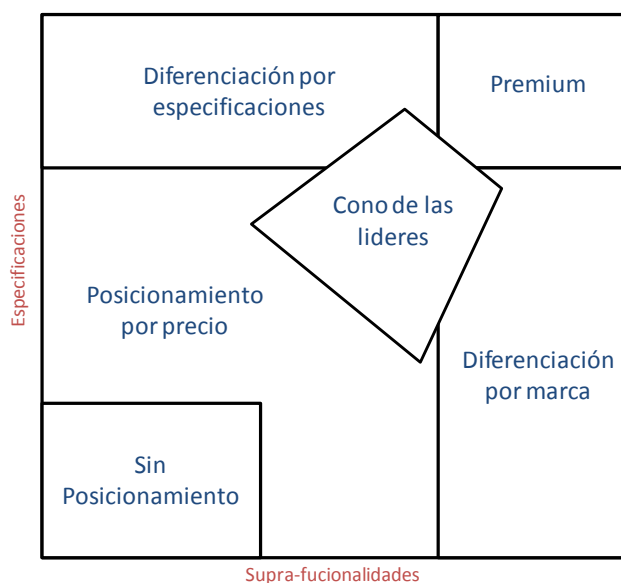 Diferenciación por
especificaciones
Premium
Cono de las
lideres
Especificaciones
Posicionamiento
por precio
Diferenciación
por marca
Sin
Posicionamiento
Supra-fucionalidades